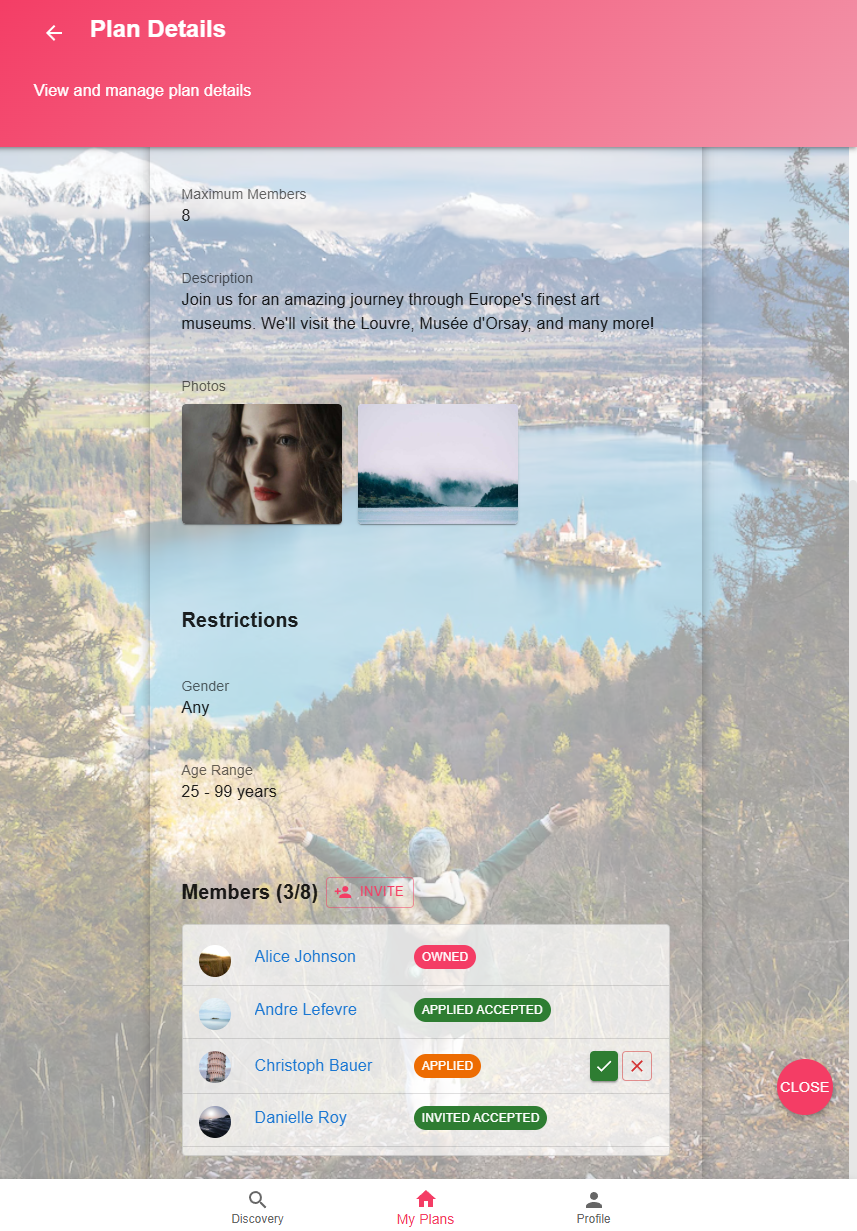 Plan Details
View and manage plan details
Maximum Members
8
Description
Join us for an amazing journey through Europe's finest art
museums. We'll visit the Louvre, Musée d'Orsay, and many more!
Photos
Restrictions
Gender
Any
Age Range
25 - 99 years
Members (3/8) INVITE
Alice Johnson OWNED
Andre Lefevre APPLIED ACCEPTED
Christoph Bauer APPLIED
CLOSE
Danielle Roy INVITED ACCEPTED
Discovery My Plans Profile